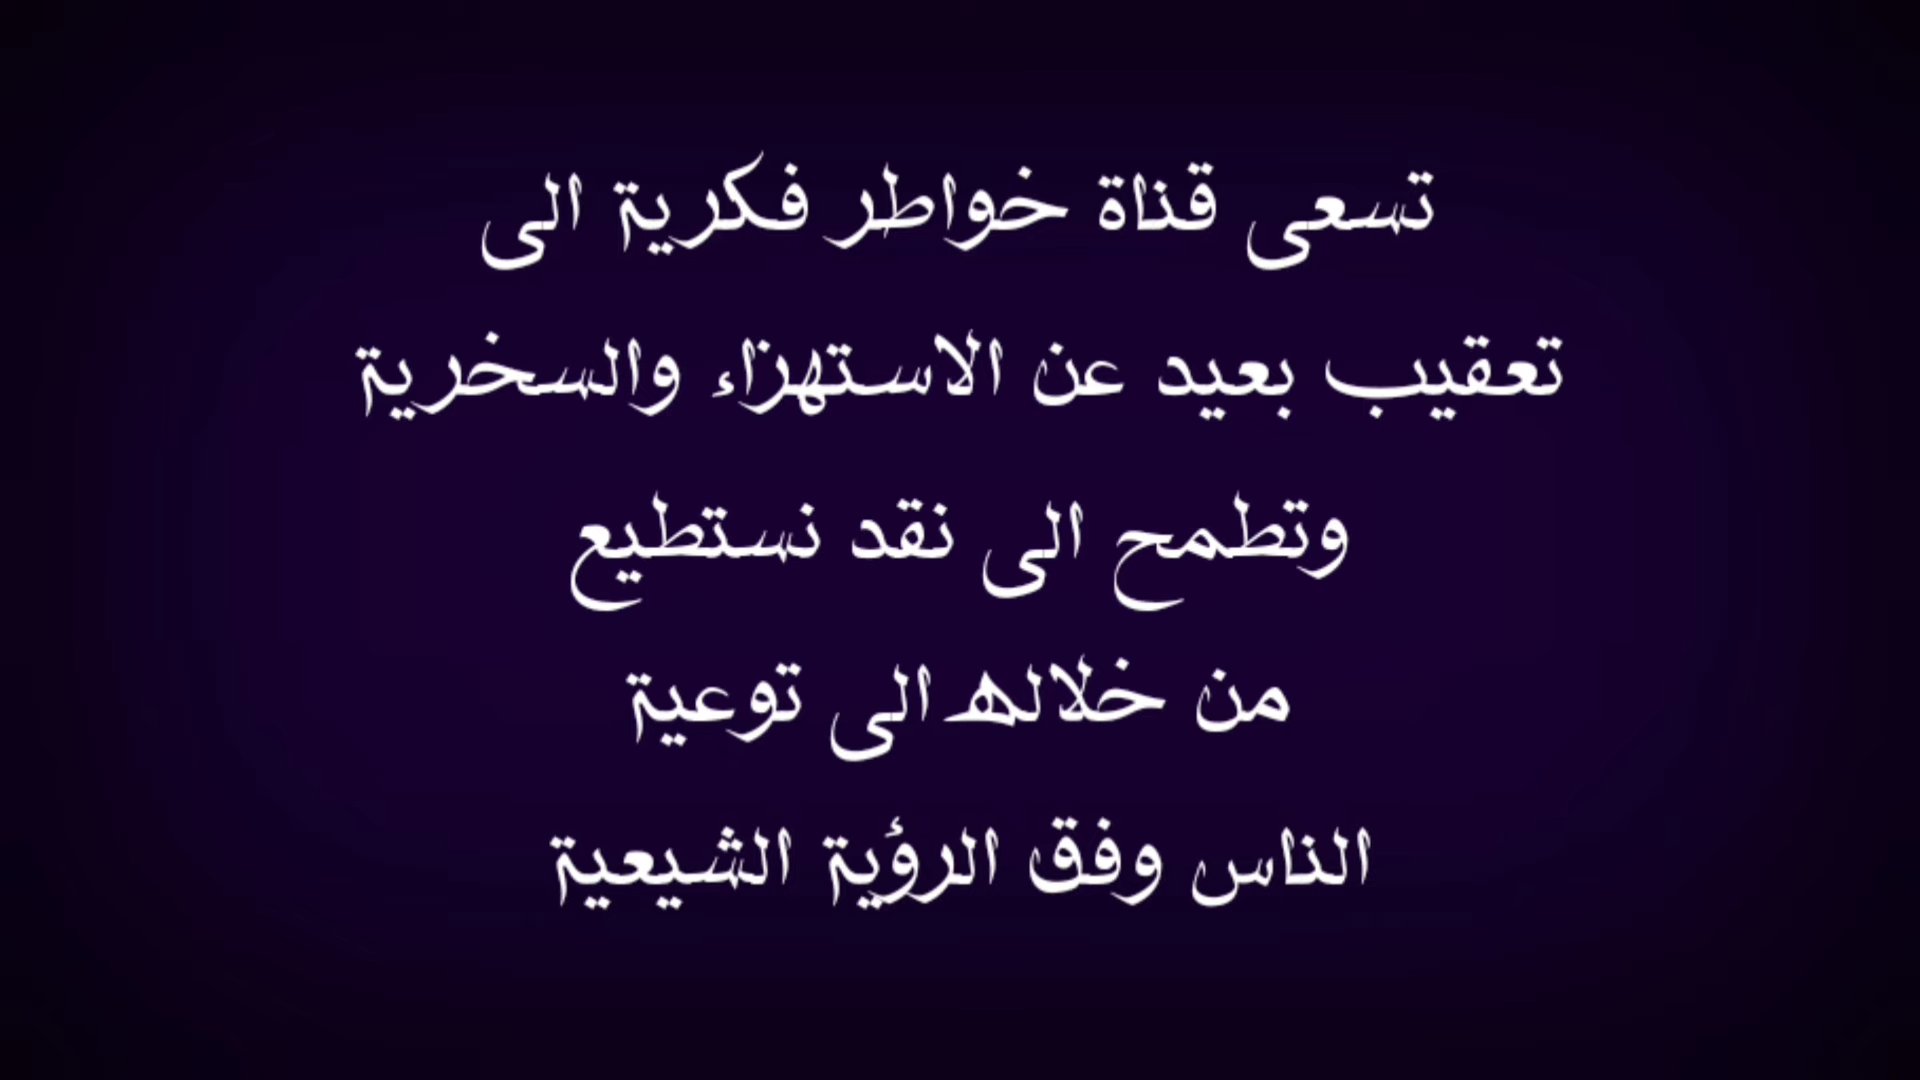 تسعى قناة خواطر فكرية الى
تعقيب بعيد عن الاستهزاء والسخرية
وتطمح الى نقد نستطيع
من خلاله الى توعية
الناس وفق الرؤية الشيعية